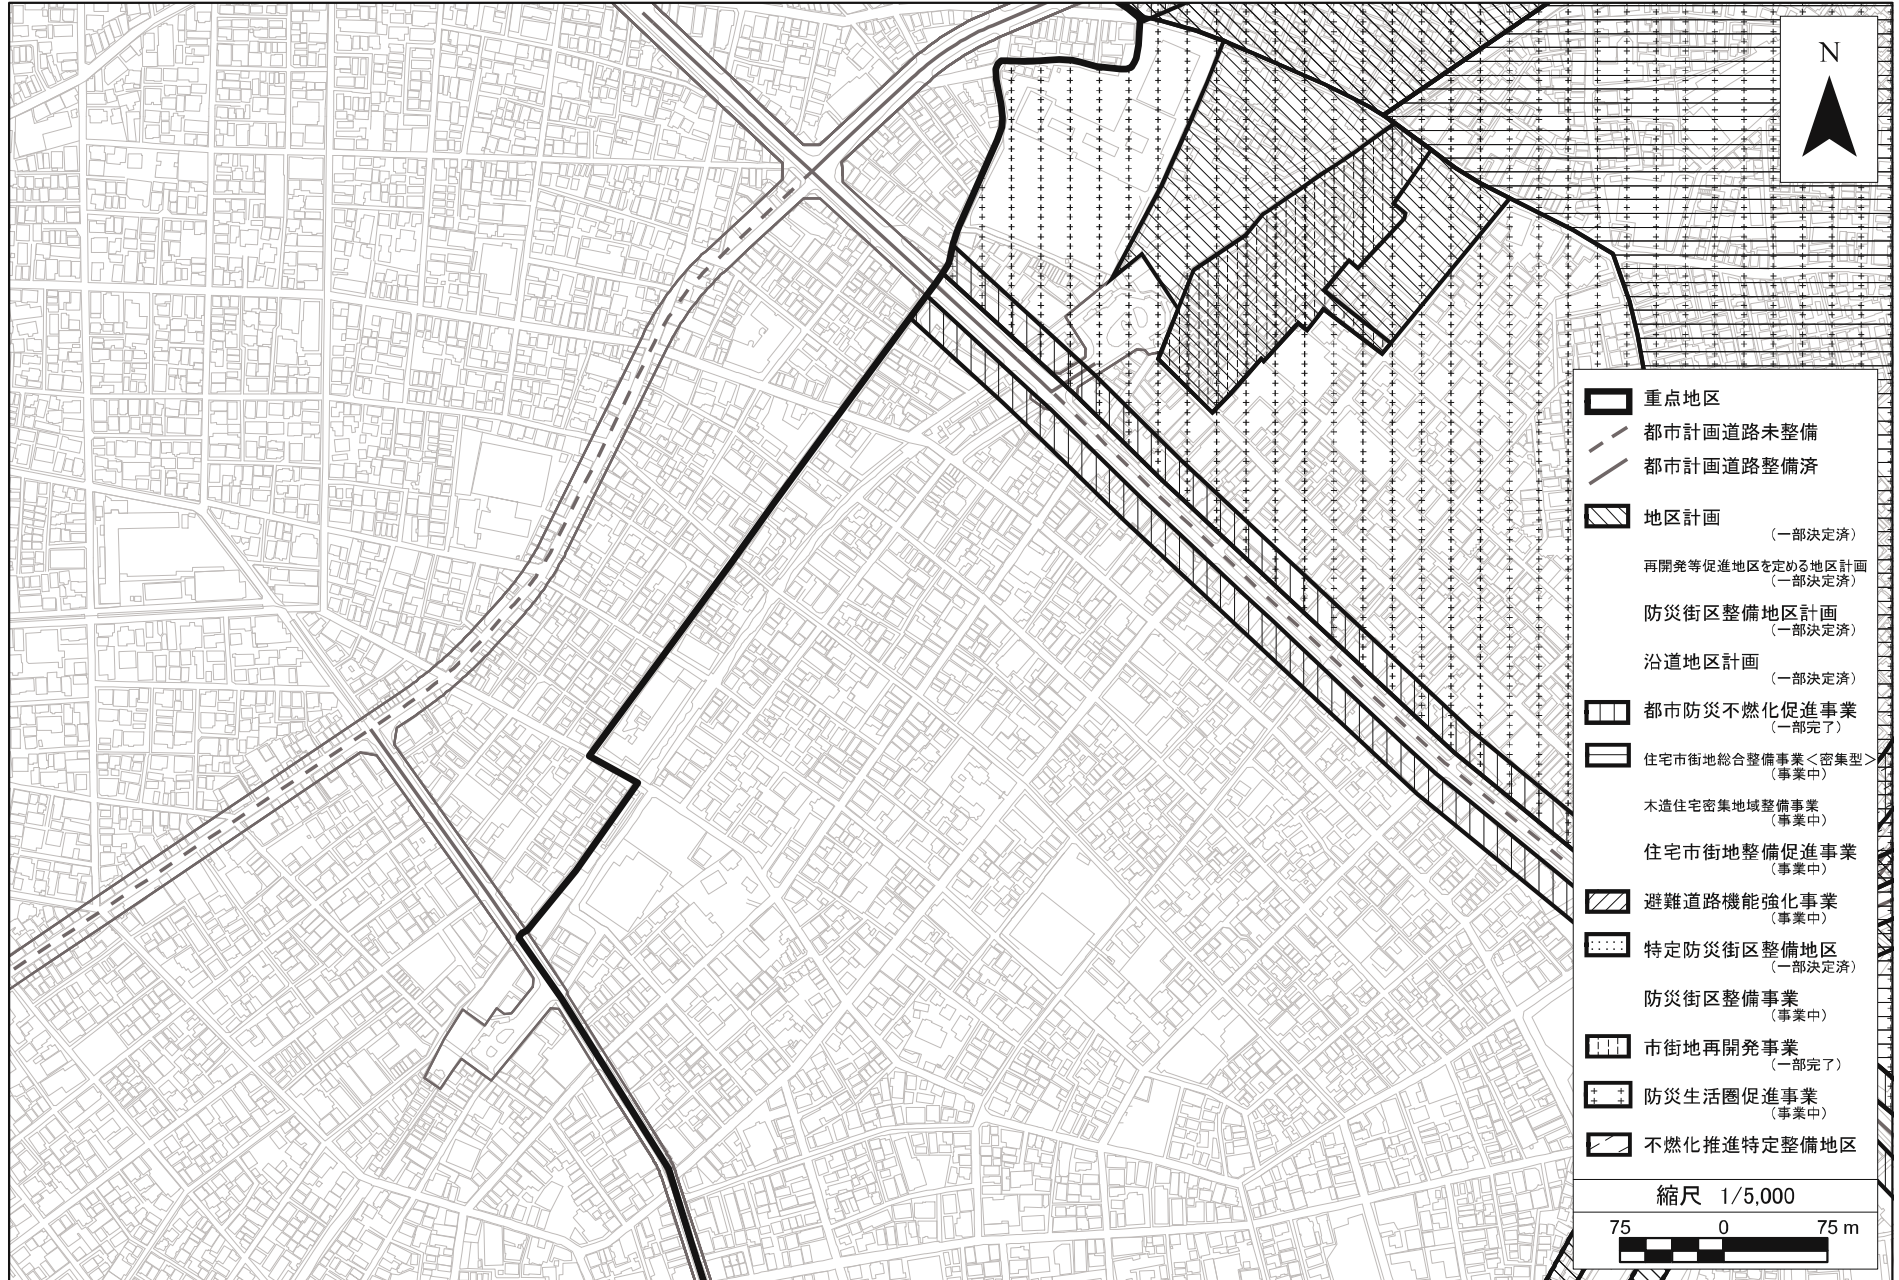 N
重点地区
都市計画道路未整備
都市計画道路整備済
地区計画
（一部決定済）
再開発等促進地区を定める地区計画
（一部決定済）
防災街区整備地区計画
（一部決定済）
沿道地区計画
（一部決定済）
都市防災不燃化促進事業
（一部完了）
住宅市街地総合整備事業＜密集型＞
（事業中）
木造住宅密集地域整備事業
（事業中）
住宅市街地整備促進事業
（事業中）
避難道路機能強化事業
（事業中）
特定防災街区整備地区
（一部決定済）
防災街区整備事業
（事業中）
市街地再開発事業
（一部完了）
防災生活圏促進事業
（事業中）
不燃化推進特定整備地区
縮尺 1/5,000
75 0 75 m